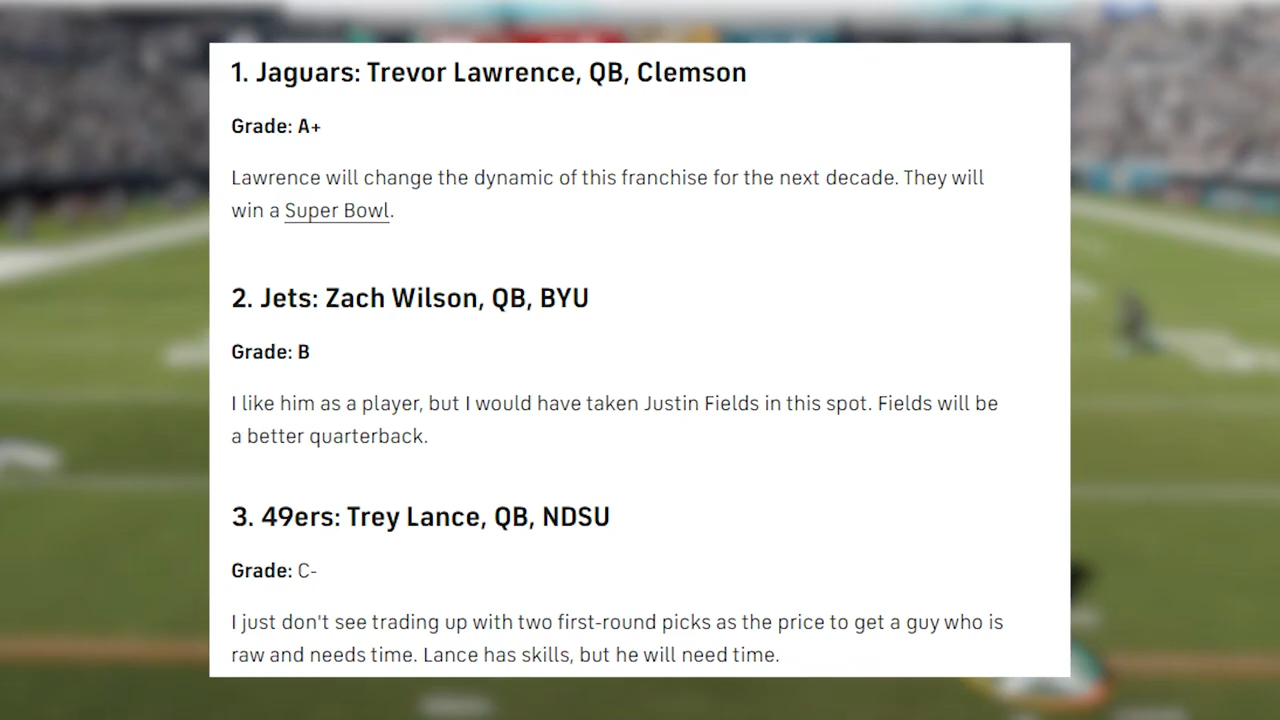 1. Jaguars: Trevor Lawrence, QB, Clemson
Grade: A+
Lawrence will change the dynamic of this franchise for the next decade. They will
win a Super Bowl.
2. Jets: Zach Wilson, QB, BYU
Grade: B
I like him as a player, but I would have taken Justin Fields in this spot. Fields will be
a better quarterback.
3. 49ers: Trey Lance, QB, NDSU
Grade: C-
I just don't see trading up with two first-round picks as the price to get a guy who is
raw and needs time. Lance has skills, but he will need time.